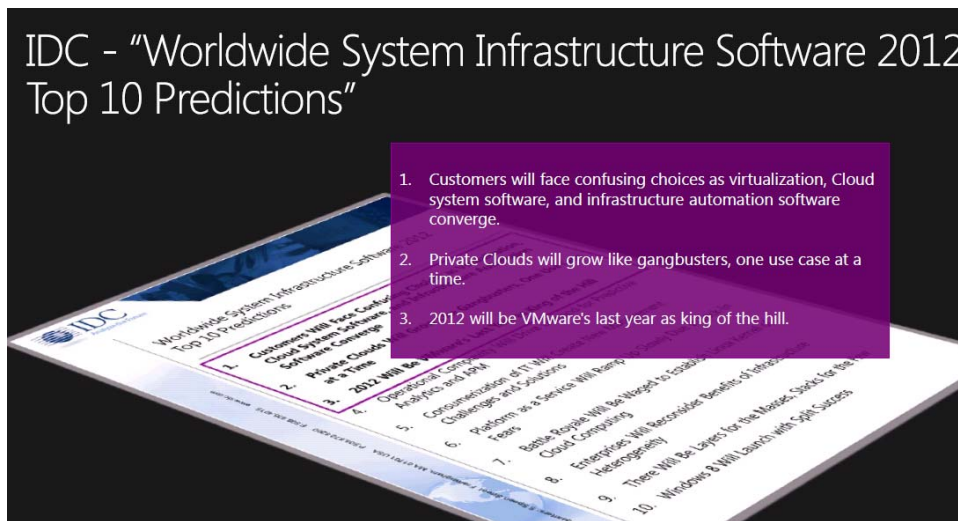 IDC - “Worldwide System Infrastructure Software 2012
Top 10 Predictions”
1. Customers will face confusing choices as virtualization, Cloud
system software, and infrastructure automation software
converge.
2. Private Clouds will grow like gangbusters, one use case at a
time.
3. 2012 will be VMware's last year as king of the hill.
IDC
Worldwide System Infrastructure Software 2012
Top 10 Predictions
1. Customers Will Face Confusing
Cloud System Software,
Software Converge
2. Private Clouds Will
at a Time
3. 2012 Will Be
4. Operational Complexity Will
Analytics and APM
5. Consumerization of IT Will
Challenges and Solutions
6. Platform as a Service Will Ramp Up Slowly
Fears
7. Battle Royale Will Be Waged to Establish
Cloud Computing
8. Enterprises Will Reconsider Benefits of Infrastructure
Heterogeneity
9. There Will Be Layers for the Masses, Stacks for the
10. Windows 8 Will Launch with Split Success